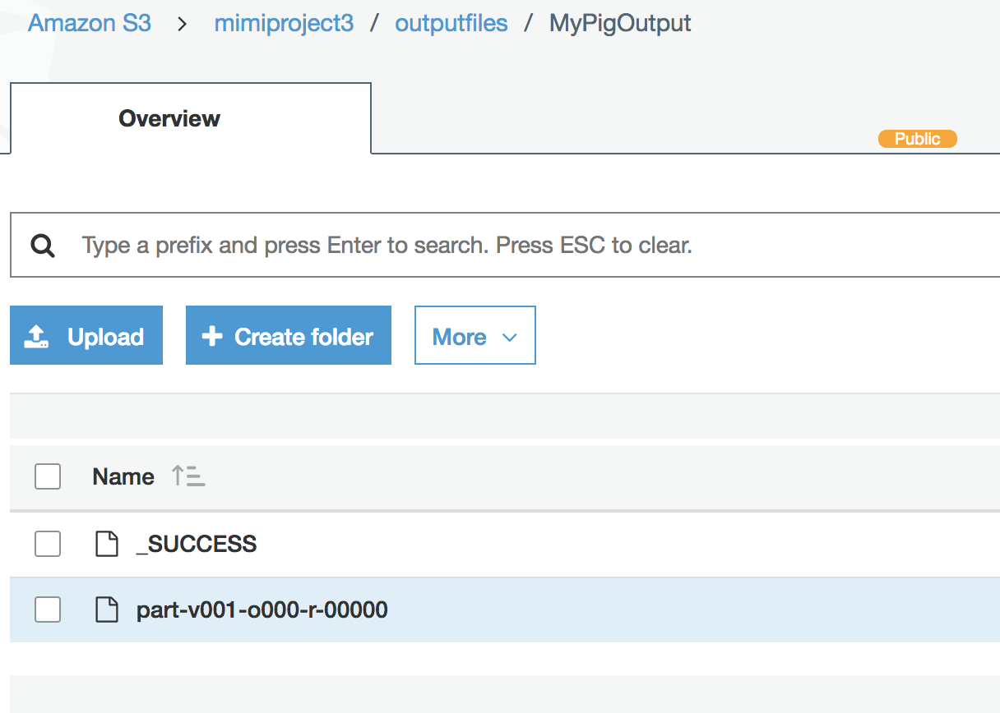 Amazon S3 > mimiproject3 / outputfiles / MyPigOutput
Overview
Public
Type a prefix and press Enter to search. Press ESC to clear.
Upload Create folder More
Name
_SUCCESS
part-v001-o000-r-00000